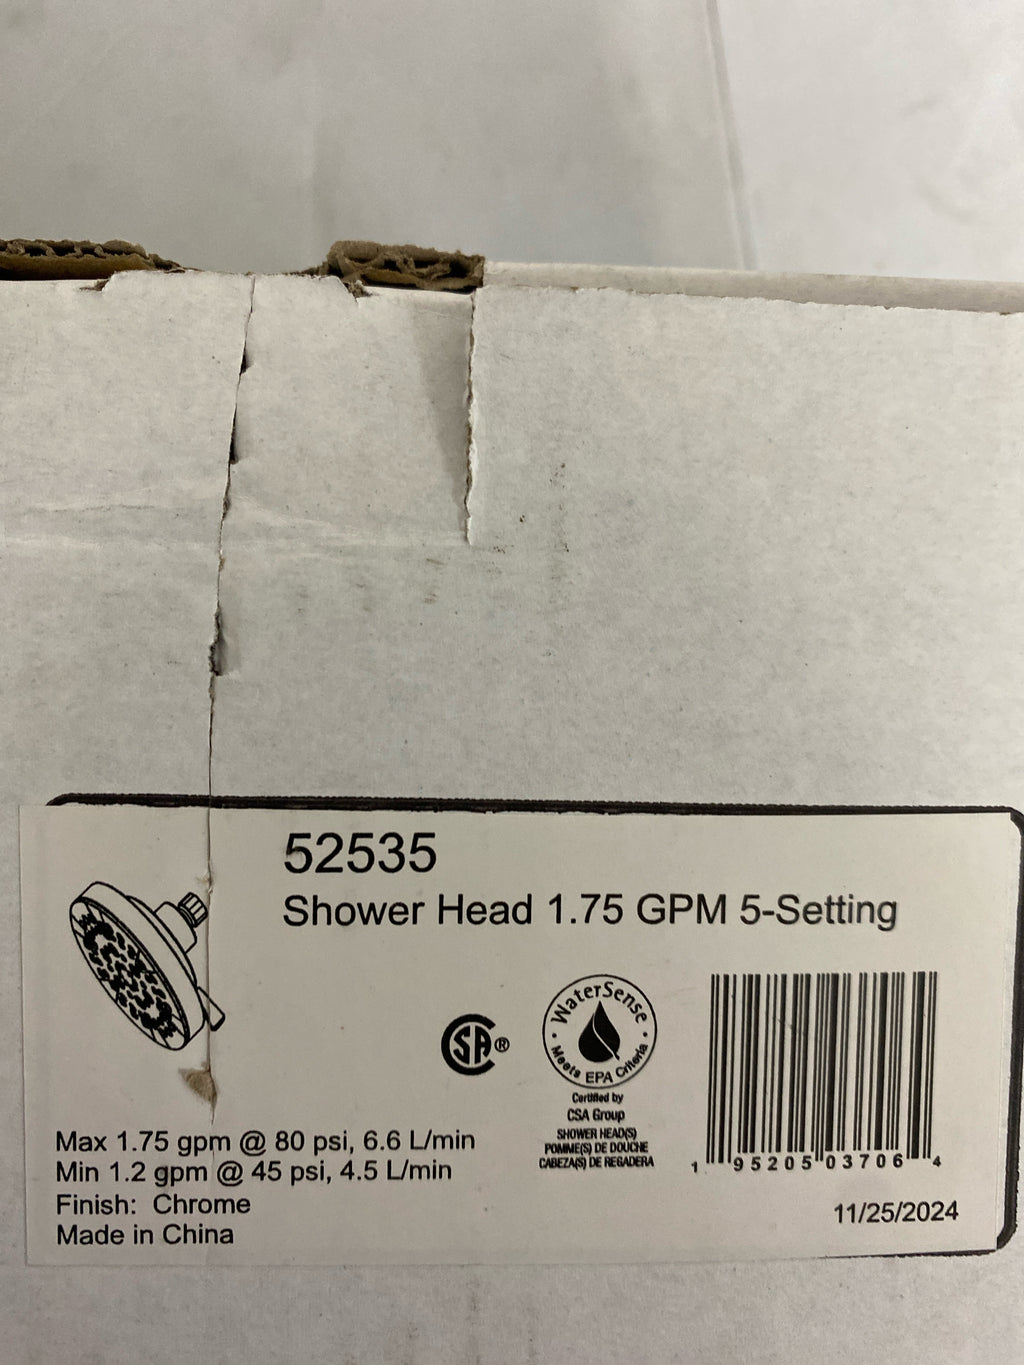 52535
Shower Head 1.75 GPM 5-Setting
SA®
WaterSense
Meets EPA Criteria
Certified by
CSA Group
SHOWER HEAD(S)
POMME(S) DE DOUCHE
CABEZA(S) DE REGADERA
1 95205 03706 4
Max 1.75 gpm @ 80 psi, 6.6 L/min
Min 1.2 gpm @ 45 psi, 4.5 L/min
Finish: Chrome
Made in China
11/25/2024